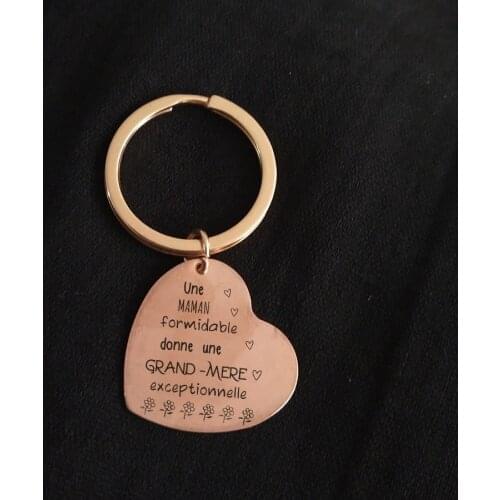 Une
MAMAN
formidable
donne une
GRAND-MERE
exceptionnelle